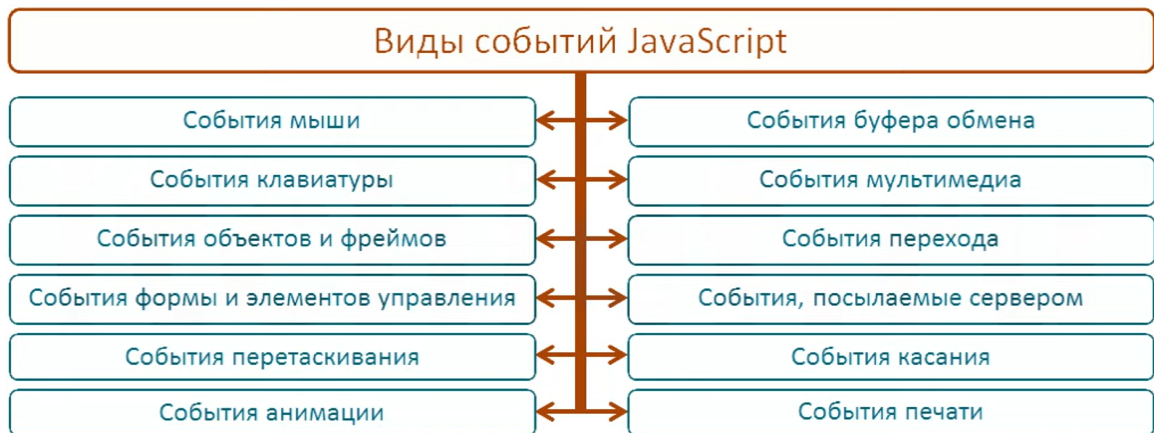 Виды событий JavaScript
События мыши
События клавиатуры
События объектов и фреймов
События формы и элементов управления
События перетаскивания
События анимации
События буфера обмена
События мультимедиа
События перехода
События, посылаемые сервером
События касания
События печати